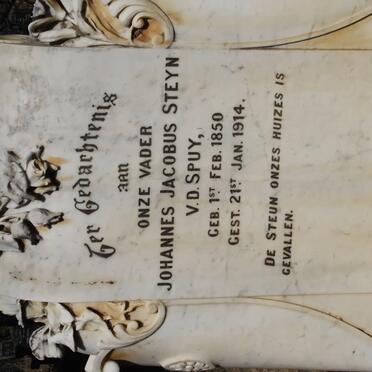 Ter Gedachtenis
aan
ONZE VADER
JOHANNES JACOBUS STEYN
V.D. SPUY,
GEB. 1ST FEB. 1850
GEST. 21ST JAN. 1914.
DE STEUN ONZES HUIZES IS
GEVALLEN.